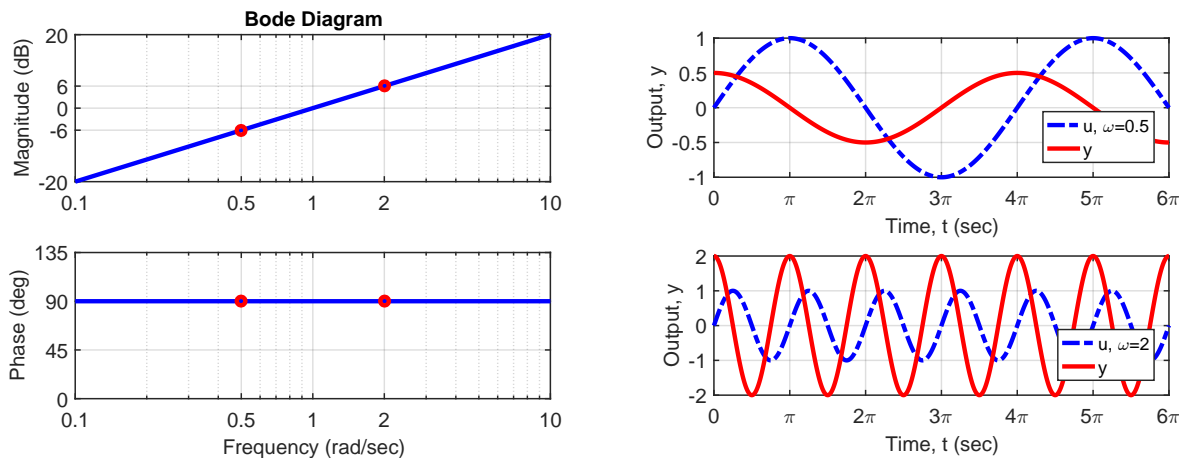 Bode Diagram
Magnitude (dB)
20
6
0
-6
-20
0.1 0.5 1 2 10
Phase (deg)
135
90
45
0
0.1 0.5 1 2 10
Frequency (rad/sec)
Output, y
1
0.5
0
-0.5
-1
u, ω=0.5
y
0 π 2π 3π 4π 5π 6π
Time, t (sec)
Output, y
2
1
0
-1
-2
u, ω=2
y
0 π 2π 3π 4π 5π 6π
Time, t (sec)